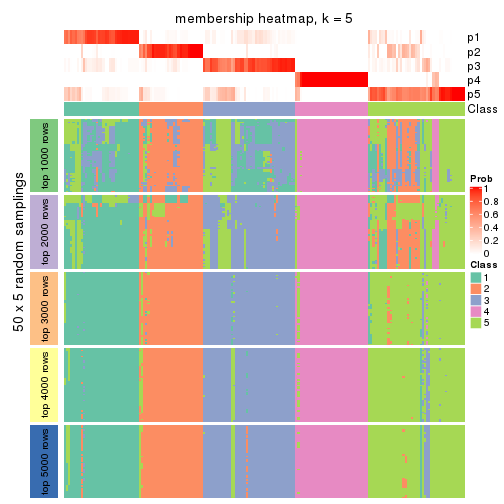 membership heatmap, k = 5
p1
p2
p3
p4
p5
Class
50 x 5 random samplings
top 1000 rows
top 2000 rows
top 3000 rows
top 4000 rows
top 5000 rows
Prob
1
0.8
0.6
0.4
0.2
0
Class
1
2
3
4
5